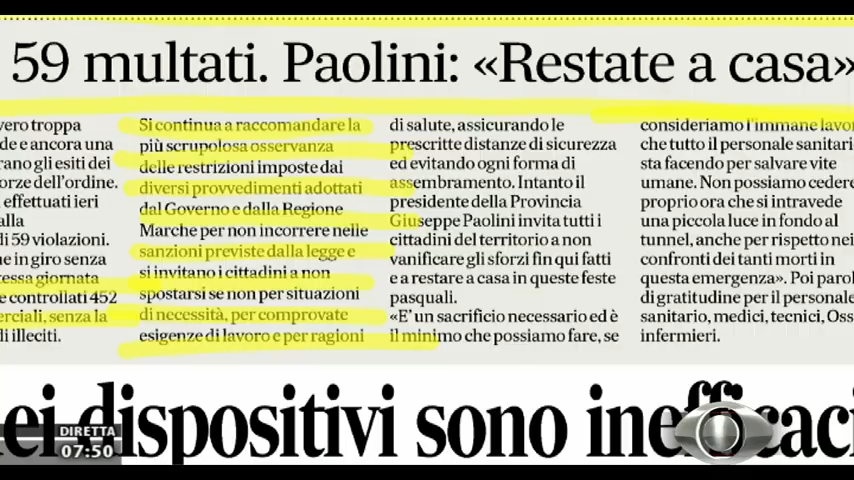 59 multati. Paolini: «Restate a casa»
vero troppa
de e ancora una
rano gli esiti dei
orze dell'ordine.
i effettuati ieri
alla
di 59 violazioni.
ne in giro senza
tessa giornata
e controllati 452
erciali, senza la
di illeciti.
Si continua a raccomandare la
più scrupolosa osservanza
delle restrizioni imposte dai
diversi provvedimenti adottati
dal Governo e dalla Regione
Marche per non incorrere nelle
sanzioni previste dalla legge e
si invitano i cittadini a non
spostarsi se non per situazioni
di necessità, per comprovate
esigenze di lavoro e per ragioni
di salute, assicurando le
prescritte distanze di sicurezza
ed evitando ogni forma di
assembramento. Intanto il
presidente della Provincia
Giuseppe Paolini invita tutti i
cittadini del territorio a non
vanificare gli sforzi fin qui fatti
e a restare a casa in queste feste
pasquali.
«E' un sacrificio necessario ed è
il minimo che possiamo fare, se
consideriamo l'immane lavor
che tutto il personale sanitari
sta facendo per salvare vite
umane. Non possiamo cedere
proprio ora che si intravede
una piccola luce in fondo al
tunnel, anche per rispetto nei
confronti dei tanti morti in
questa emergenza». Poi parol
di gratitudine per il personale
sanitario, medici, tecnici, Oss
infermieri.
ei dispositivi sono inefficaci
DIRETTA
07:50